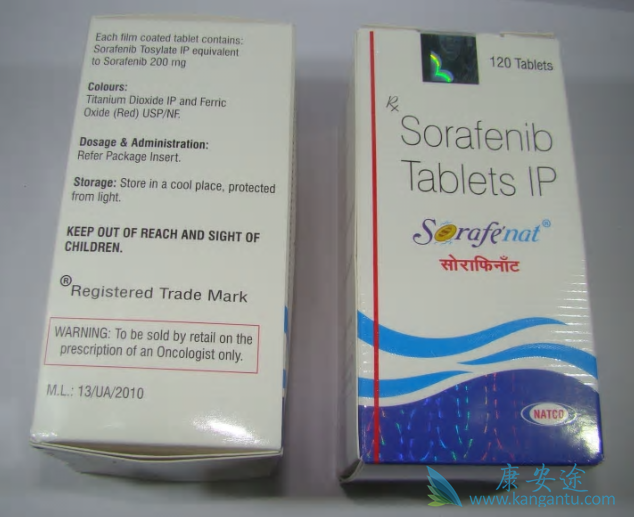 Each film coated tablet contains:
Sorafenib Tosylate IP equivalent
to Sorafenib 200 mg
Colours:
Titanium Dioxide IP and Ferric
Oxide (Red) USP/NF.
Dosage & Administration:
Refer Package Insert.
Storage: Store in a cool place, protected
from light.
KEEP OUT OF REACH AND SIGHT OF
CHILDREN.
® Registered Trade Mark
WARNING: To be sold by retail on the
prescription of an Oncologist only.
M.L.: 13/UA/2010
120 Tablets
Rx
Sorafenib
Tablets IP
Sorafenat®
सोराफिनॉट
NATCO
康安途
www.kangantu.com